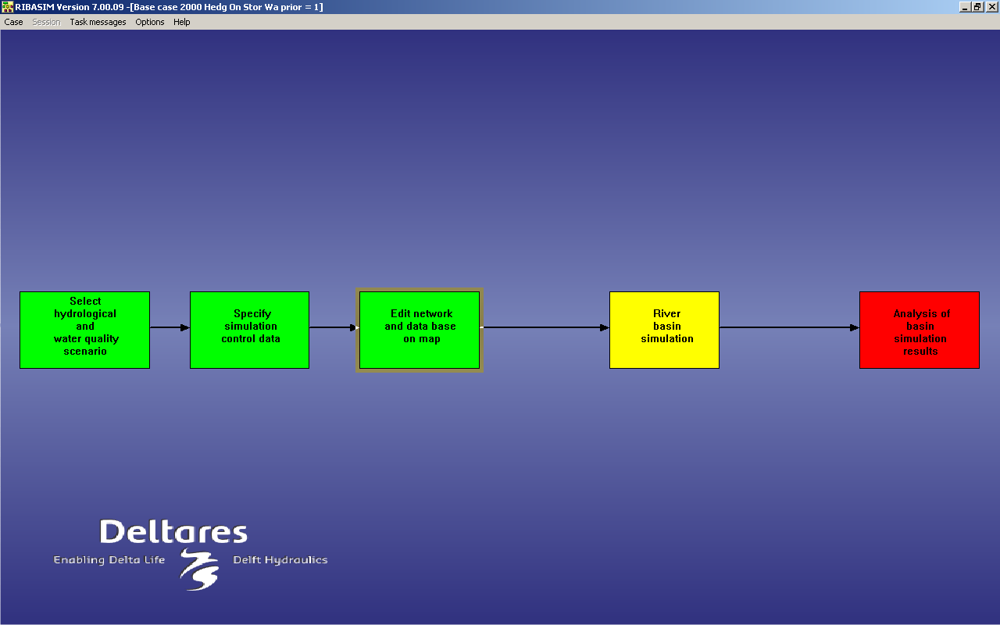 RIBASIM Version 7.00.09 -[Base case 2000 Hedg On Stor Wa prior = 1]
Case Session Task messages Options Help
Select
hydrological
and
water quality
scenario
Specify
simulation
control data
Edit network
and data base
on map
River
basin
simulation
Analysis of
basin
simulation
results
Deltares
Enabling Delta Life Delft Hydraulics